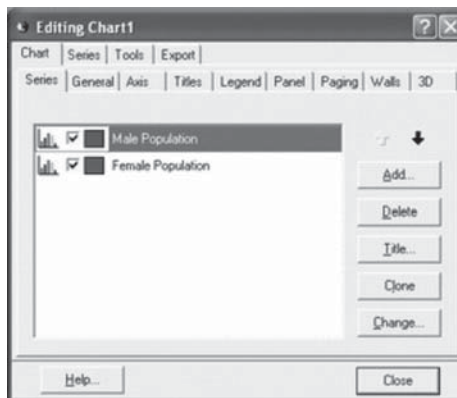 Editing Chart1
Chart Series Tools Export
Series General Axis Titles Legend Panel Paging Walls 3D
Male Population
Female Population
Add...
Delete
Title...
Clone
Change...
Help...
Close